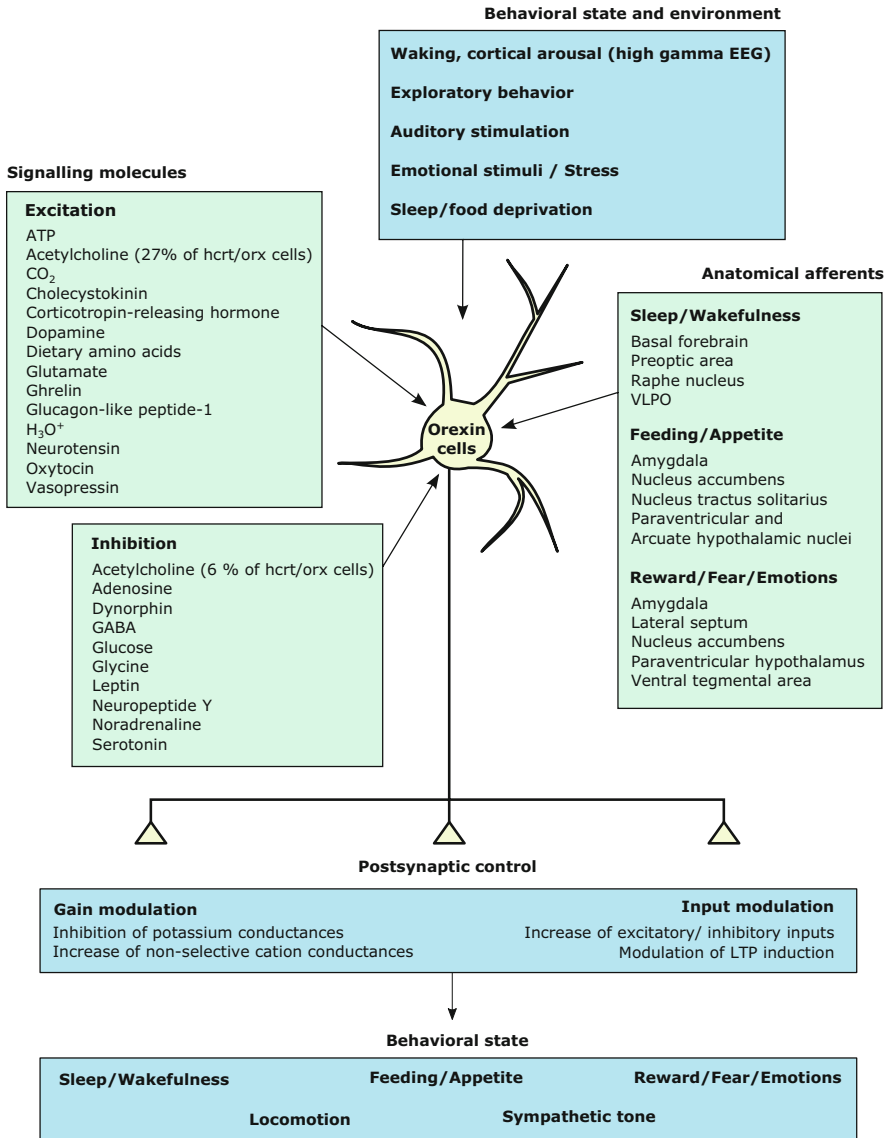 Behavioral state and environment
Waking, cortical arousal (high gamma EEG)
Exploratory behavior
Auditory stimulation
Emotional stimuli / Stress
Sleep/food deprivation
Signalling molecules
Excitation
ATP
Acetylcholine (27% of hcrt/orx cells)
CO₂
Cholecystokinin
Corticotropin-releasing hormone
Dopamine
Dietary amino acids
Glutamate
Ghrelin
Glucagon-like peptide-1
H₃O⁺
Neurotensin
Oxytocin
Vasopressin
Inhibition
Acetylcholine (6 % of hcrt/orx cells)
Adenosine
Dynorphin
GABA
Glucose
Glycine
Leptin
Neuropeptide Y
Noradrenaline
Serotonin
Orexin
cells
Anatomical afferents
Sleep/Wakefulness
Basal forebrain
Preoptic area
Raphe nucleus
VLPO
Feeding/Appetite
Amygdala
Nucleus accumbens
Nucleus tractus solitarius
Paraventricular and
Arcuate hypothalamic nuclei
Reward/Fear/Emotions
Amygdala
Lateral septum
Nucleus accumbens
Paraventricular hypothalamus
Ventral tegmental area
Postsynaptic control
Gain modulation
Inhibition of potassium conductances
Increase of non-selective cation conductances
Input modulation
Increase of excitatory/ inhibitory inputs
Modulation of LTP induction
Behavioral state
Sleep/Wakefulness
Feeding/Appetite
Reward/Fear/Emotions
Locomotion
Sympathetic tone